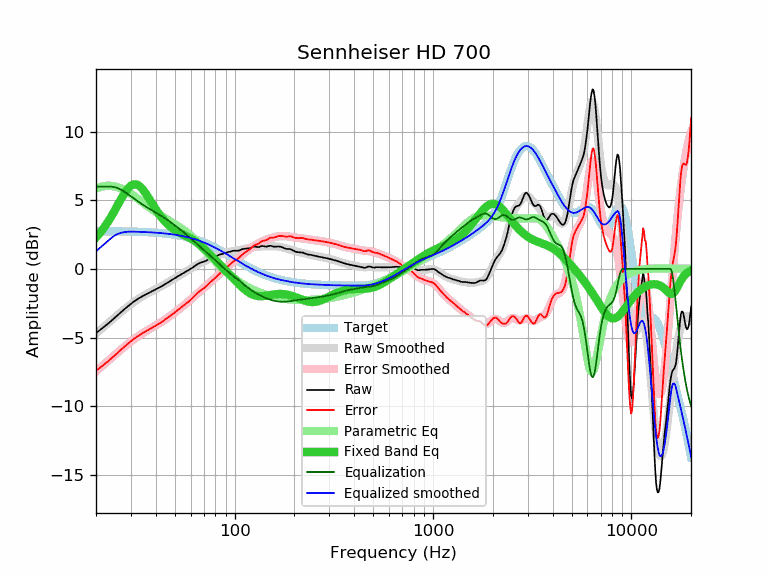 Sennheiser HD 700
Amplitude (dBr)
10
5
0
−5
−10
−15
Target
Raw Smoothed
Error Smoothed
Raw
Error
Parametric Eq
Fixed Band Eq
Equalization
Equalized smoothed
100
1000
10000
Frequency (Hz)